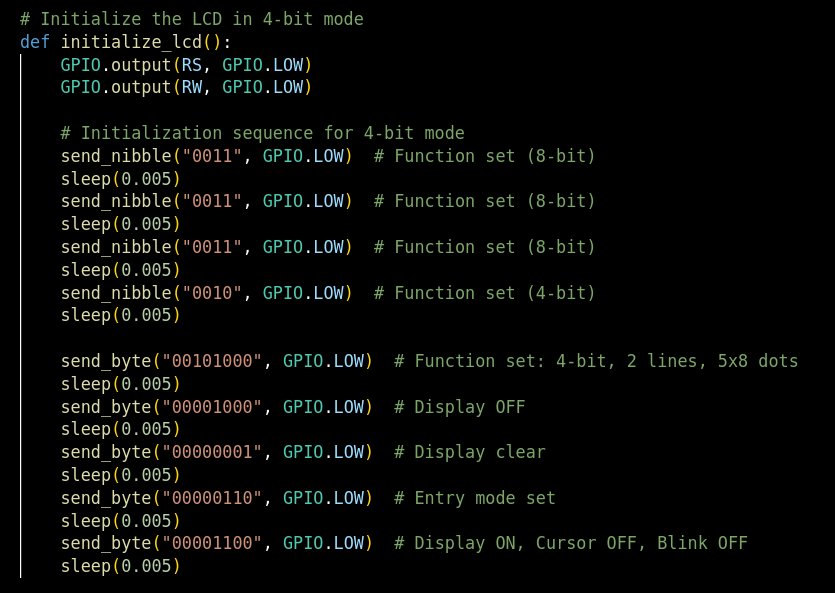 # Initialize the LCD in 4-bit mode
def initialize_lcd():
    GPIO.output(RS, GPIO.LOW)
    GPIO.output(RW, GPIO.LOW)

    # Initialization sequence for 4-bit mode
    send_nibble("0011", GPIO.LOW)  # Function set (8-bit)
    sleep(0.005)
    send_nibble("0011", GPIO.LOW)  # Function set (8-bit)
    sleep(0.005)
    send_nibble("0011", GPIO.LOW)  # Function set (8-bit)
    sleep(0.005)
    send_nibble("0010", GPIO.LOW)  # Function set (4-bit)
    sleep(0.005)

    send_byte("00101000", GPIO.LOW)  # Function set: 4-bit, 2 lines, 5x8 dots
    sleep(0.005)
    send_byte("00001000", GPIO.LOW)  # Display OFF
    sleep(0.005)
    send_byte("00000001", GPIO.LOW)  # Display clear
    sleep(0.005)
    send_byte("00000110", GPIO.LOW)  # Entry mode set
    sleep(0.005)
    send_byte("00001100", GPIO.LOW)  # Display ON, Cursor OFF, Blink OFF
    sleep(0.005)